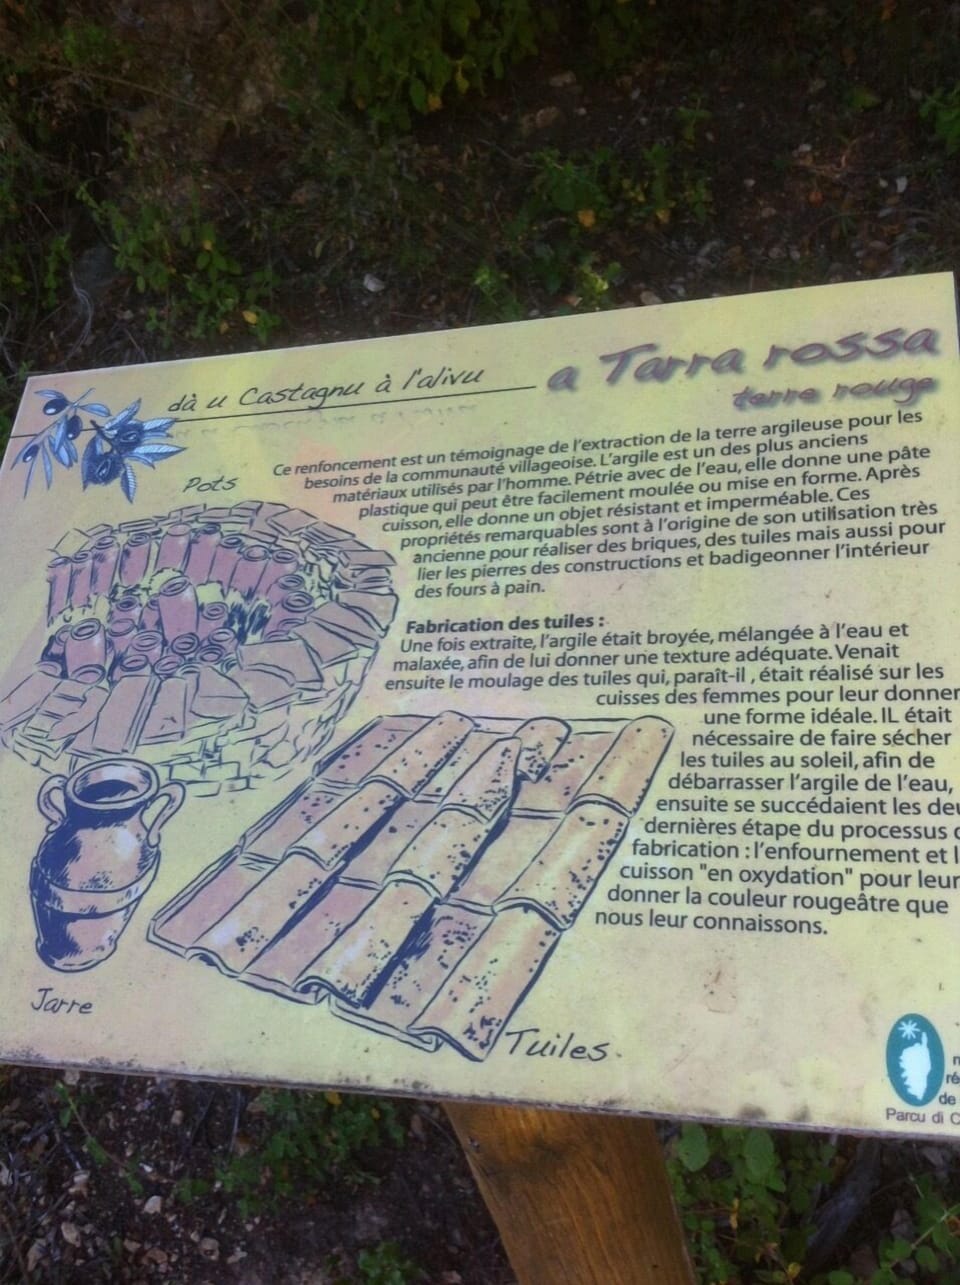 dà u Castagnu à l'alivu
a Tarra rossa
terre rouge
Ce renfoncement est un témoignage de l'extraction de la terre argileuse pour les
besoins de la communauté villageoise. L'argile est un des plus anciens
matériaux utilisés par l'homme. Pétrie avec de l'eau, elle donne une pâte
plastique qui peut être facilement moulée ou mise en forme. Après
cuisson, elle donne un objet résistant et imperméable. Ces
propriétés remarquables sont à l'origine de son utilisation très
ancienne pour réaliser des briques, des tuiles mais aussi pour
lier les pierres des constructions et badigeonner l'intérieur
des fours à pain.
Pots
Fabrication des tuiles :
Une fois extraite, l'argile était broyée, mélangée à l'eau et
malaxée, afin de lui donner une texture adéquate. Venait
ensuite le moulage des tuiles qui, paraît-il , était réalisé sur les
cuisses des femmes pour leur donner
une forme idéale. IL était
nécessaire de faire sécher
les tuiles au soleil, afin de
débarrasser l'argile de l'eau,
ensuite se succédaient les
dernières étape du processus
fabrication : l'enfournement et
cuisson "en oxydation" pour leur
donner la couleur rougeâtre que
nous leur connaissons.
Jarre
Tuiles
de
Parcu di